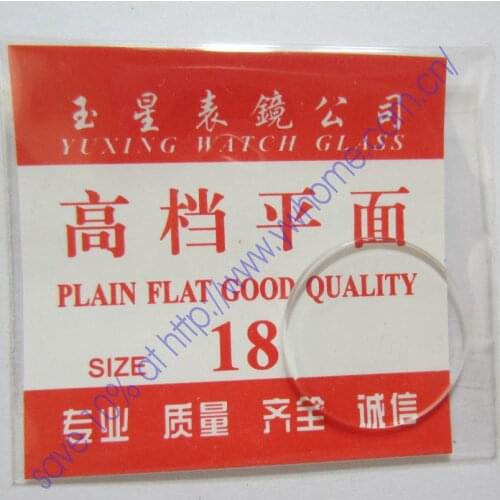 玉星表鏡公司
YUXING WATCH GLASS
高档平面
PLAIN FLAT GOOD QUALITY
SIZE 18
专业 质量 齐全 诚信
save 10% at http://www.ywhome.com.cn/